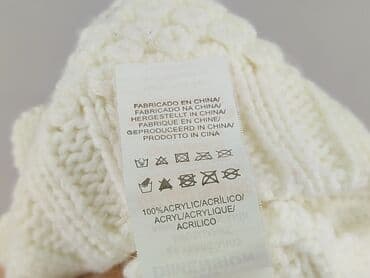 FABRICADO EN CHINA/
FABRICADO NA CHINA/
HERGESTELLT IN CHINA/
FABRIQUE EN CHINE/
GEPRODUCEERD IN CHINA/
PRODOTTO IN CINA
100%ACRYLIC/ACRÍLICO/
ACRYL/ACRYLIQUE/
ACRILICO